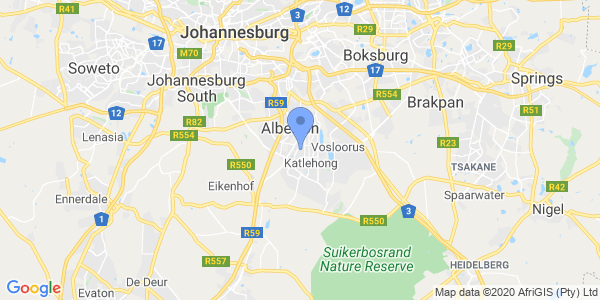 R41
Johannesburg
12
R29
R29
17
M70
Boksburg
Soweto
17
Johannesburg
South
Springs
R554
R59
Brakpan
12
R51
R82
Lenasia
R554
R23
Vosloorus
R550
Katlehong
TSAKANE
Eikenhof
R42
Spaarwater
Ennerdale
1
3
Nigel
R550
R59
Suikerbosrand
Nature Reserve
R557
HEIDELBERG
De Deur
Evaton
Google
Map data ©2020 AfriGIS (Pty) Ltd